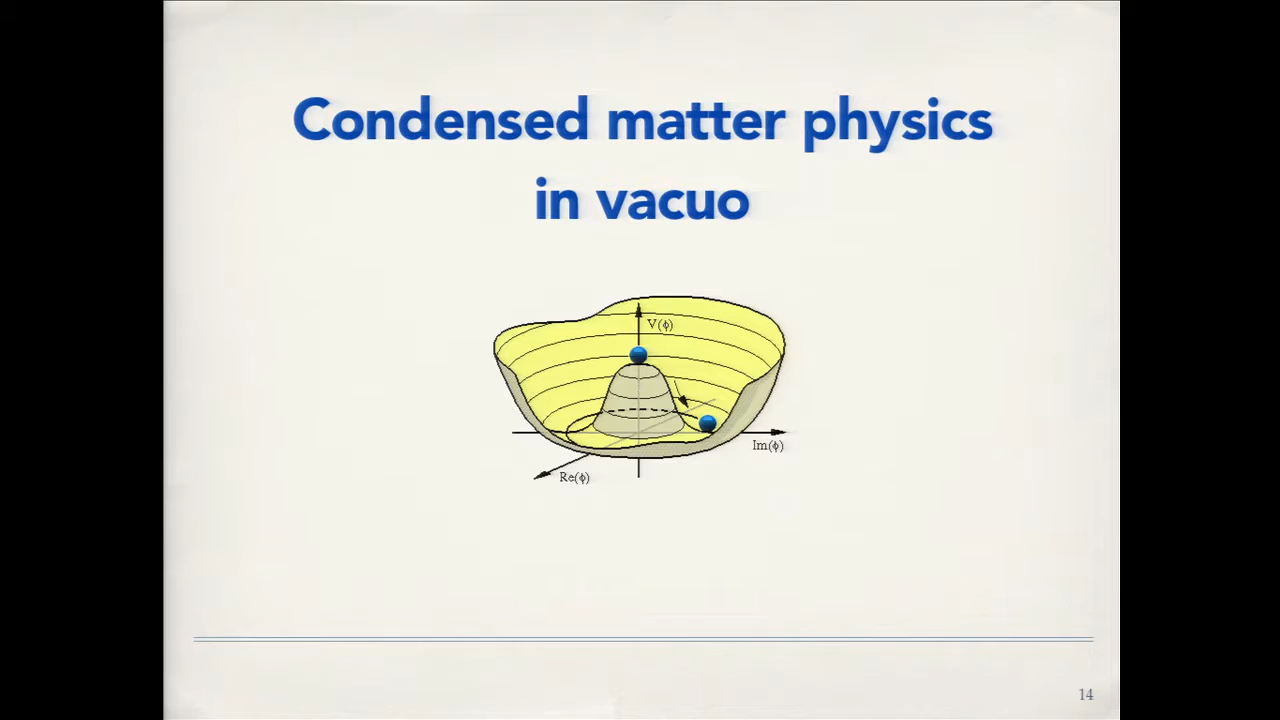 Condensed matter physics
in vacuo
V(ϕ)
Im(ϕ)
Re(ϕ)
14